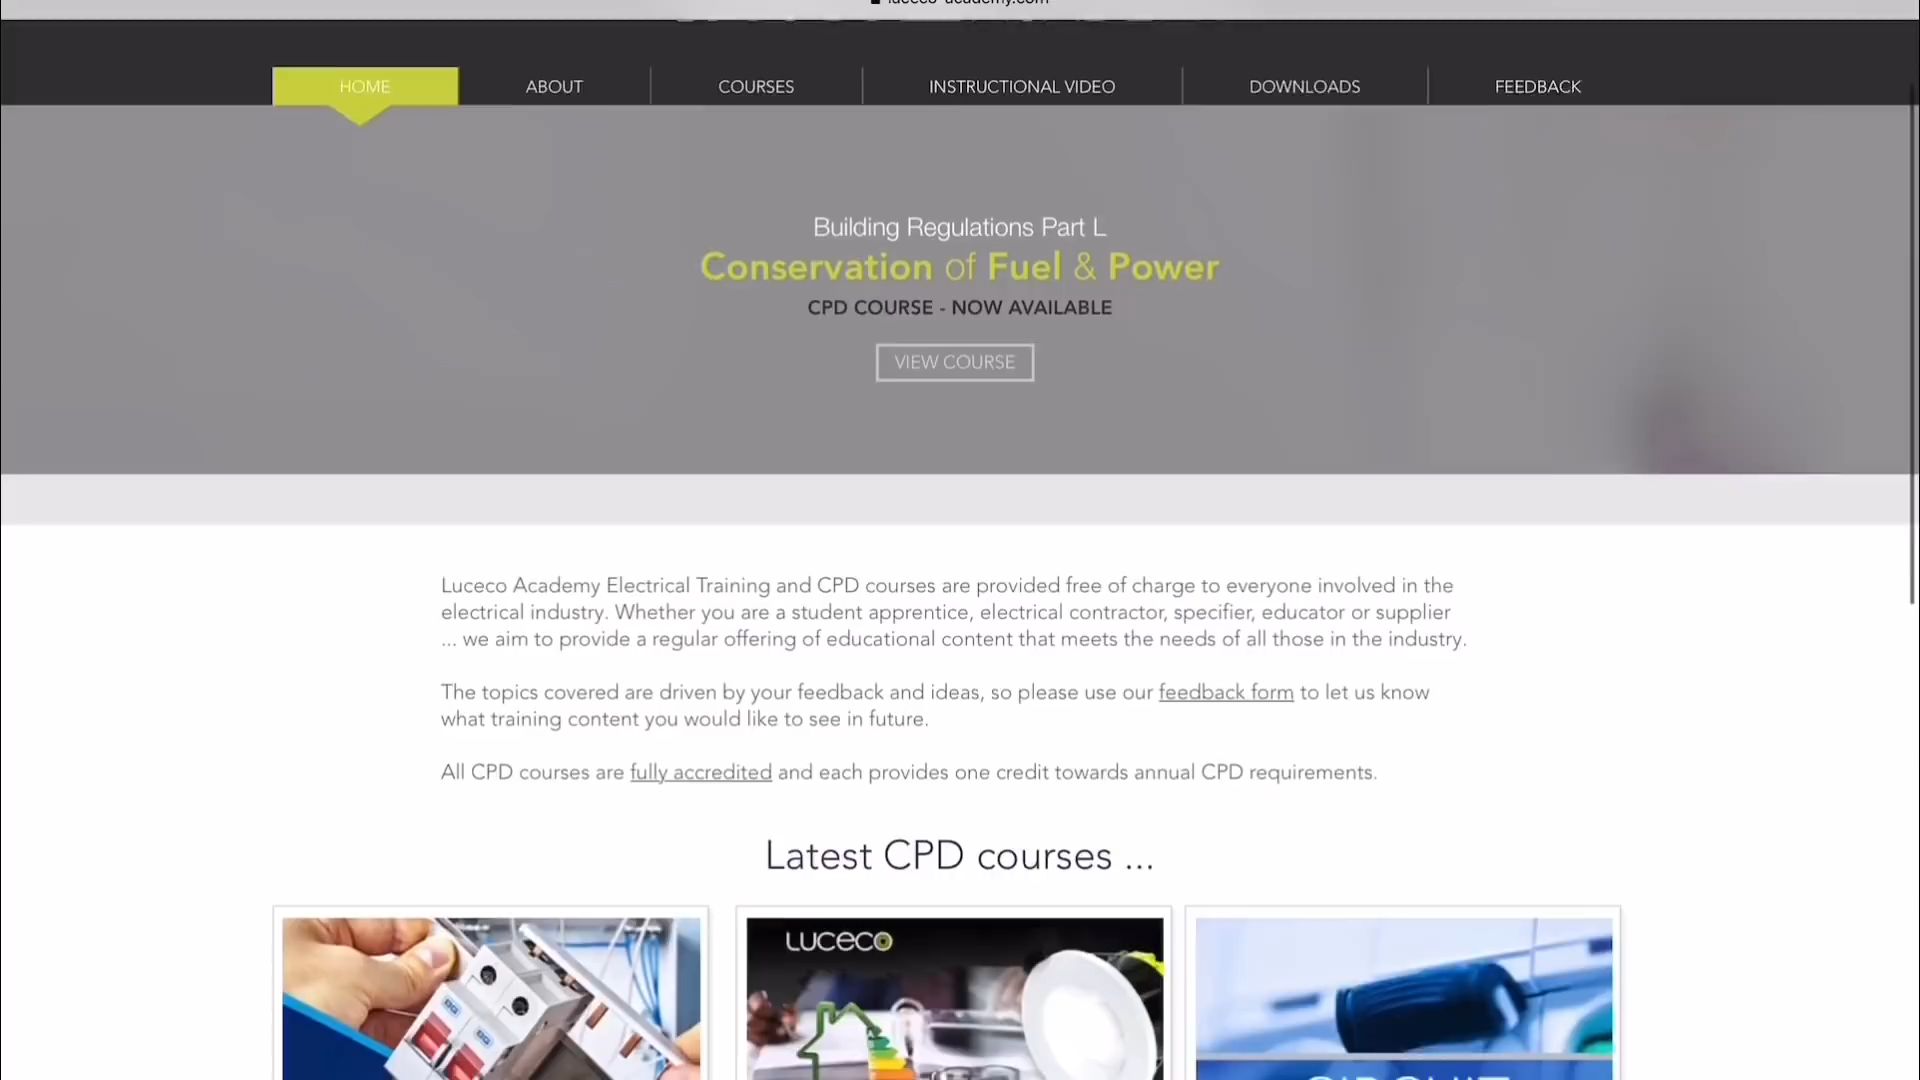 luceco-academy.com
HOME
ABOUT
COURSES
INSTRUCTIONAL VIDEO
DOWNLOADS
FEEDBACK
Building Regulations Part L
Conservation of Fuel & Power
CPD COURSE - NOW AVAILABLE
VIEW COURSE
Luceco Academy Electrical Training and CPD courses are provided free of charge to everyone involved in the
electrical industry. Whether you are a student apprentice, electrical contractor, specifier, educator or supplier
... we aim to provide a regular offering of educational content that meets the needs of all those in the industry.
The topics covered are driven by your feedback and ideas, so please use our feedback form to let us know
what training content you would like to see in future.
All CPD courses are fully accredited and each provides one credit towards annual CPD requirements.
Latest CPD courses ...
LUCECO
BG
BG
CIRCUIT